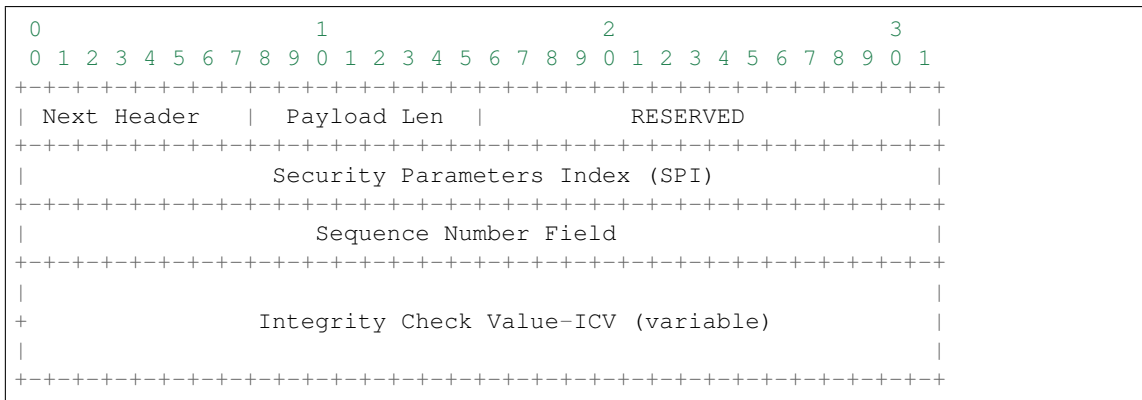 0                   1                   2                   3
 0 1 2 3 4 5 6 7 8 9 0 1 2 3 4 5 6 7 8 9 0 1 2 3 4 5 6 7 8 9 0 1
+-+-+-+-+-+-+-+-+-+-+-+-+-+-+-+-+-+-+-+-+-+-+-+-+-+-+-+-+-+-+-+-+
| Next Header   | Payload Len  |          RESERVED             |
+-+-+-+-+-+-+-+-+-+-+-+-+-+-+-+-+-+-+-+-+-+-+-+-+-+-+-+-+-+-+-+-+
|                 Security Parameters Index (SPI)               |
+-+-+-+-+-+-+-+-+-+-+-+-+-+-+-+-+-+-+-+-+-+-+-+-+-+-+-+-+-+-+-+-+
|                    Sequence Number Field                      |
+-+-+-+-+-+-+-+-+-+-+-+-+-+-+-+-+-+-+-+-+-+-+-+-+-+-+-+-+-+-+-+-+
|                                                               |
+                Integrity Check Value-ICV (variable)           |
|                                                               |
+-+-+-+-+-+-+-+-+-+-+-+-+-+-+-+-+-+-+-+-+-+-+-+-+-+-+-+-+-+-+-+-+